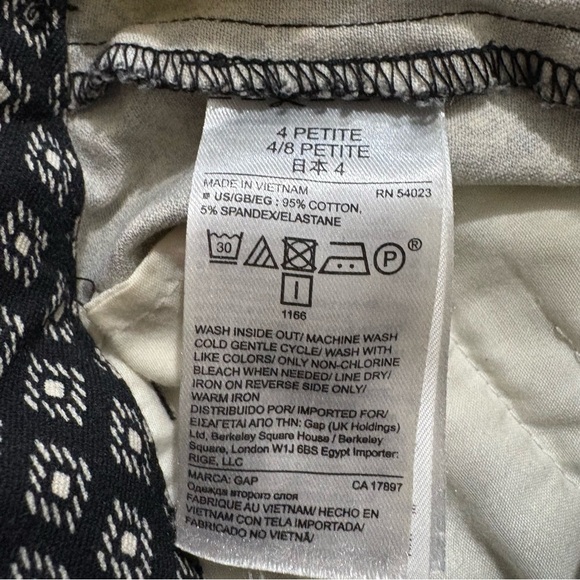 4 PETITE
4/8 PETITE
日本 4
MADE IN VIETNAM RN 54023
US/GB/EG : 95% COTTON,
5% SPANDEX/ELASTANE
30 P ®
1166
WASH INSIDE OUT/ MACHINE WASH
COLD GENTLE CYCLE/ WASH WITH
LIKE COLORS/ ONLY NON-CHLORINE
BLEACH WHEN NEEDED/ LINE DRY/
IRON ON REVERSE SIDE ONLY/
WARM IRON
DISTRIBUIDO POR/ IMPORTED FOR/
ΕΙΣΑΓΕΤΑΙ ΑΠΟ ΤΗΝ: Gap (UK Holdings)
Ltd, Berkeley Square House / Berkeley
Square, London W1J 6BS Egypt Importer:
RIGE, LLC
MARCA: GAP CA 17897
Одежда второго слоя
FABRIQUE AU VIETNAM/ HECHO EN
VIETNAM CON TELA IMPORTADA/
FABRICADO NO VIETNÃ/